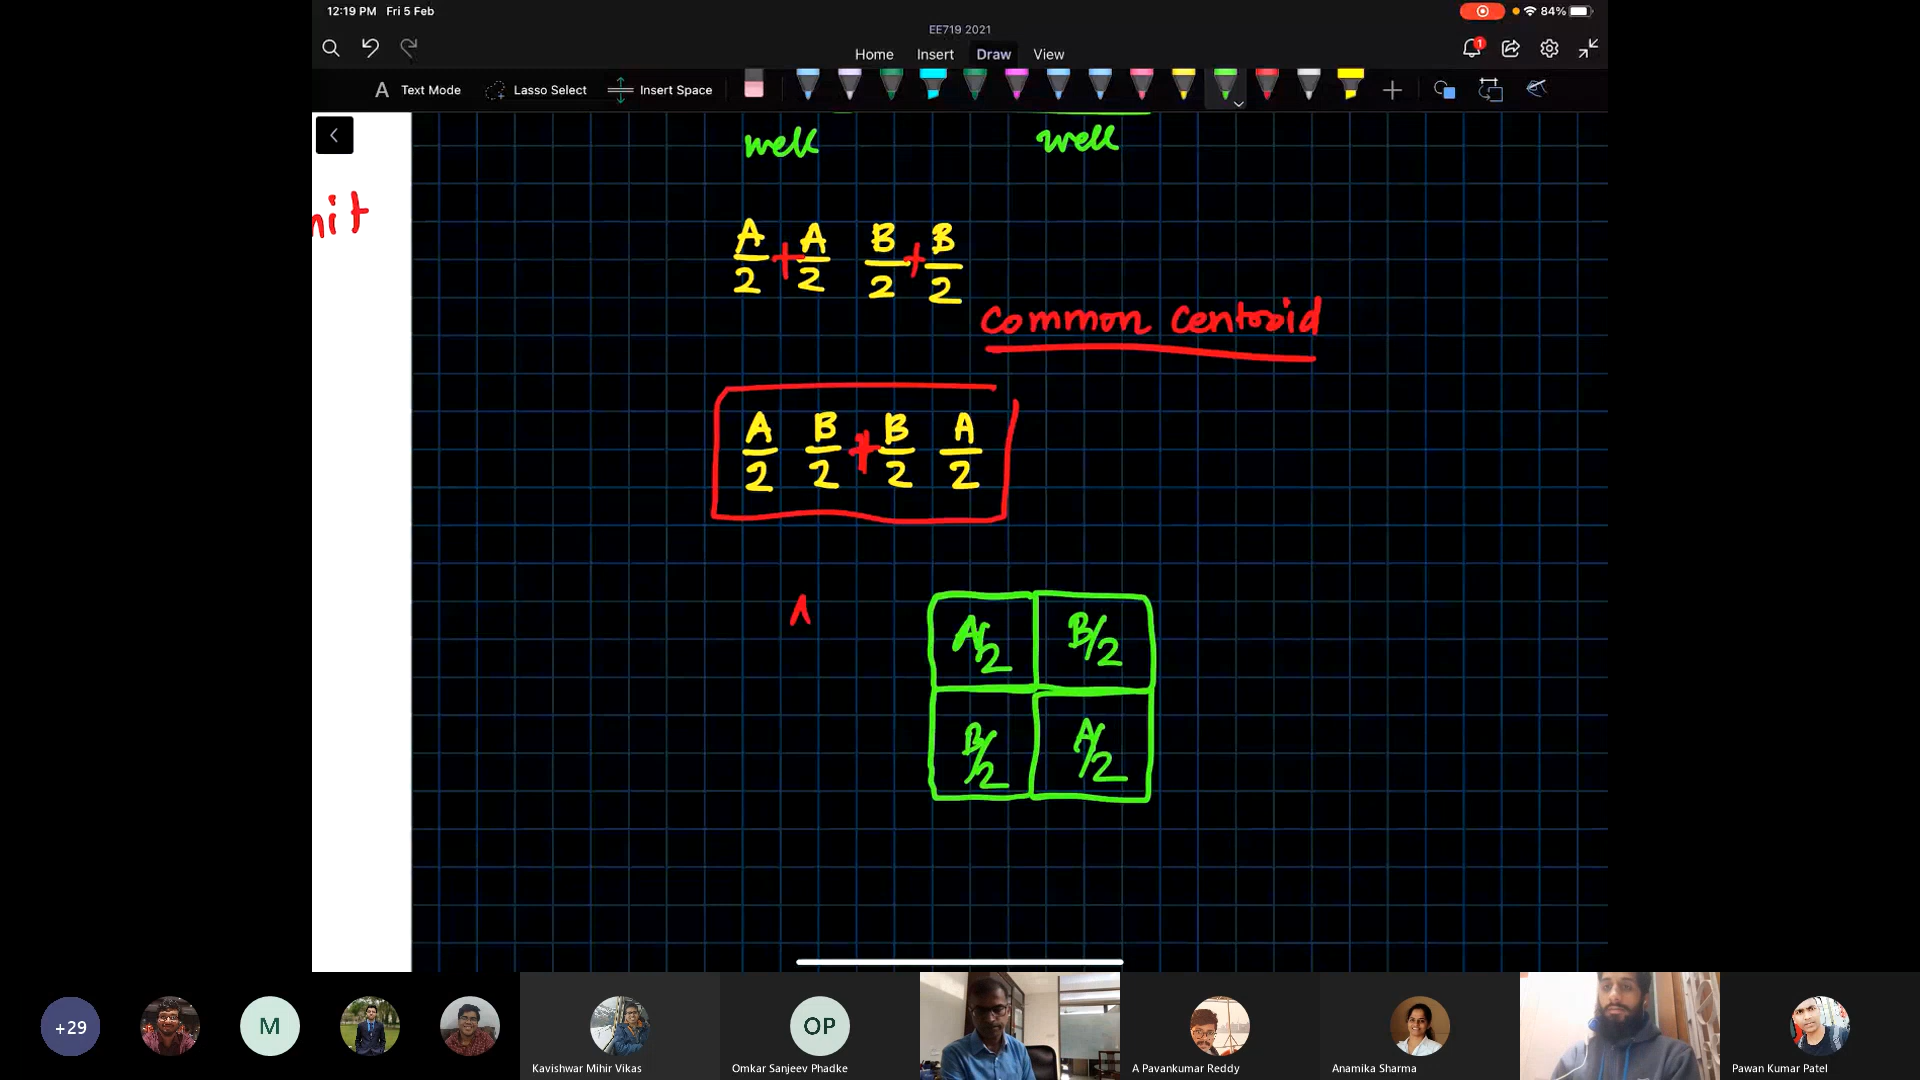 12:19 PM Fri 5 Feb
84%
EE719 2021
Home Insert Draw View
1
A Text Mode Lasso Select Insert Space
well well
nit
A/2 + A/2 B/2 + B/2
Common Centroid
A/2 B/2 + B/2 A/2
A/2 B/2
B/2 A/2
+29
M
OP
Kavishwar Mihir Vikas
Omkar Sanjeev Phadke
A Pavankumar Reddy
Anamika Sharma
Pawan Kumar Patel